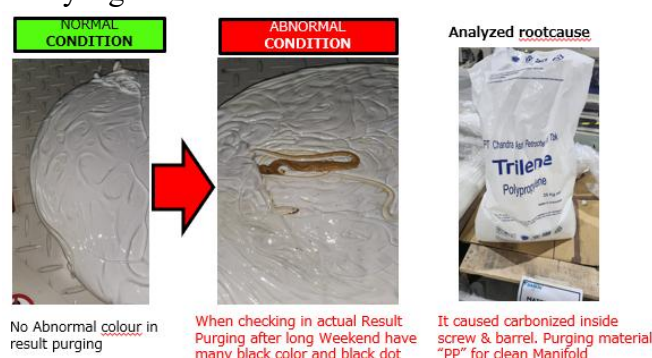 NORMAL
CONDITION
ABNORMAL
CONDITION
Analyzed rootcause
PT Chandra
Tbk
Trilene
Polypropylene
No Abnormal colour in
result purging
When checking in actual Result
Purging after long Weekend have
many black color and black dot
It caused carbonized inside
screw & barrel. Purging material
"PP" for clean Manifold